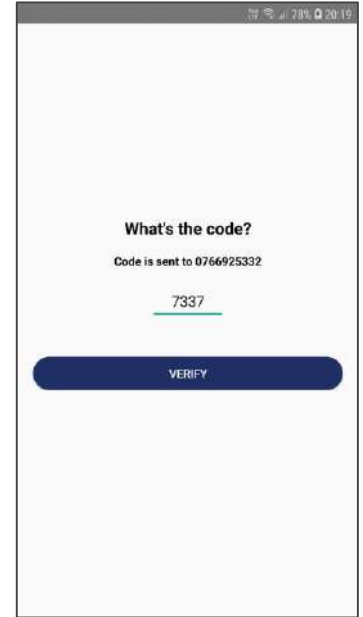 78% 20:19
What's the code?
Code is sent to 0766925332
7337
VERIFY